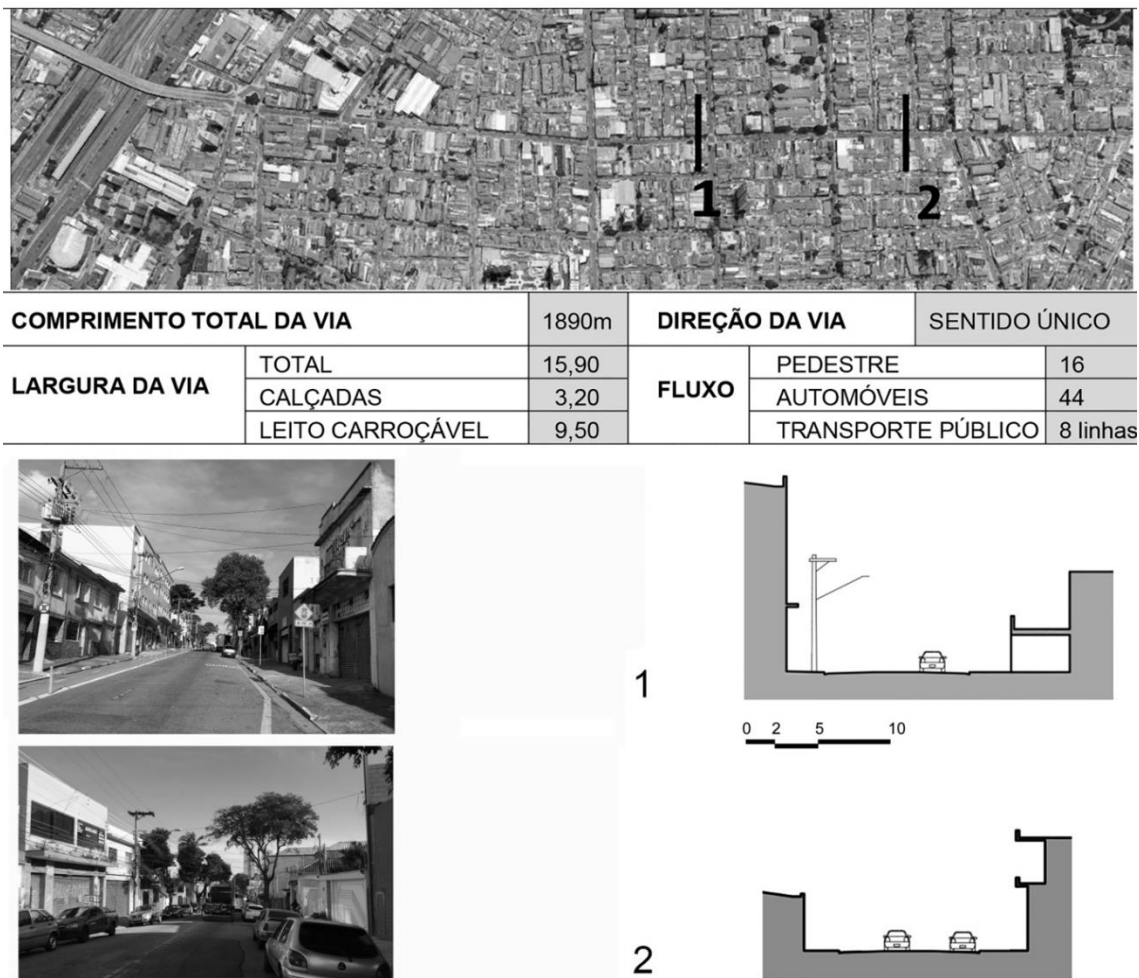 1
2
COMPRIMENTO TOTAL DA VIA 1890m DIREÇÃO DA VIA SENTIDO ÚNICO
LARGURA DA VIA TOTAL 15,90 FLUXO PEDESTRE 16
CALÇADAS 3,20 AUTOMÓVEIS 44
LEITO CARROÇÁVEL 9,50 TRANSPORTE PÚBLICO 8 linhas
1
0 2 5 10
2